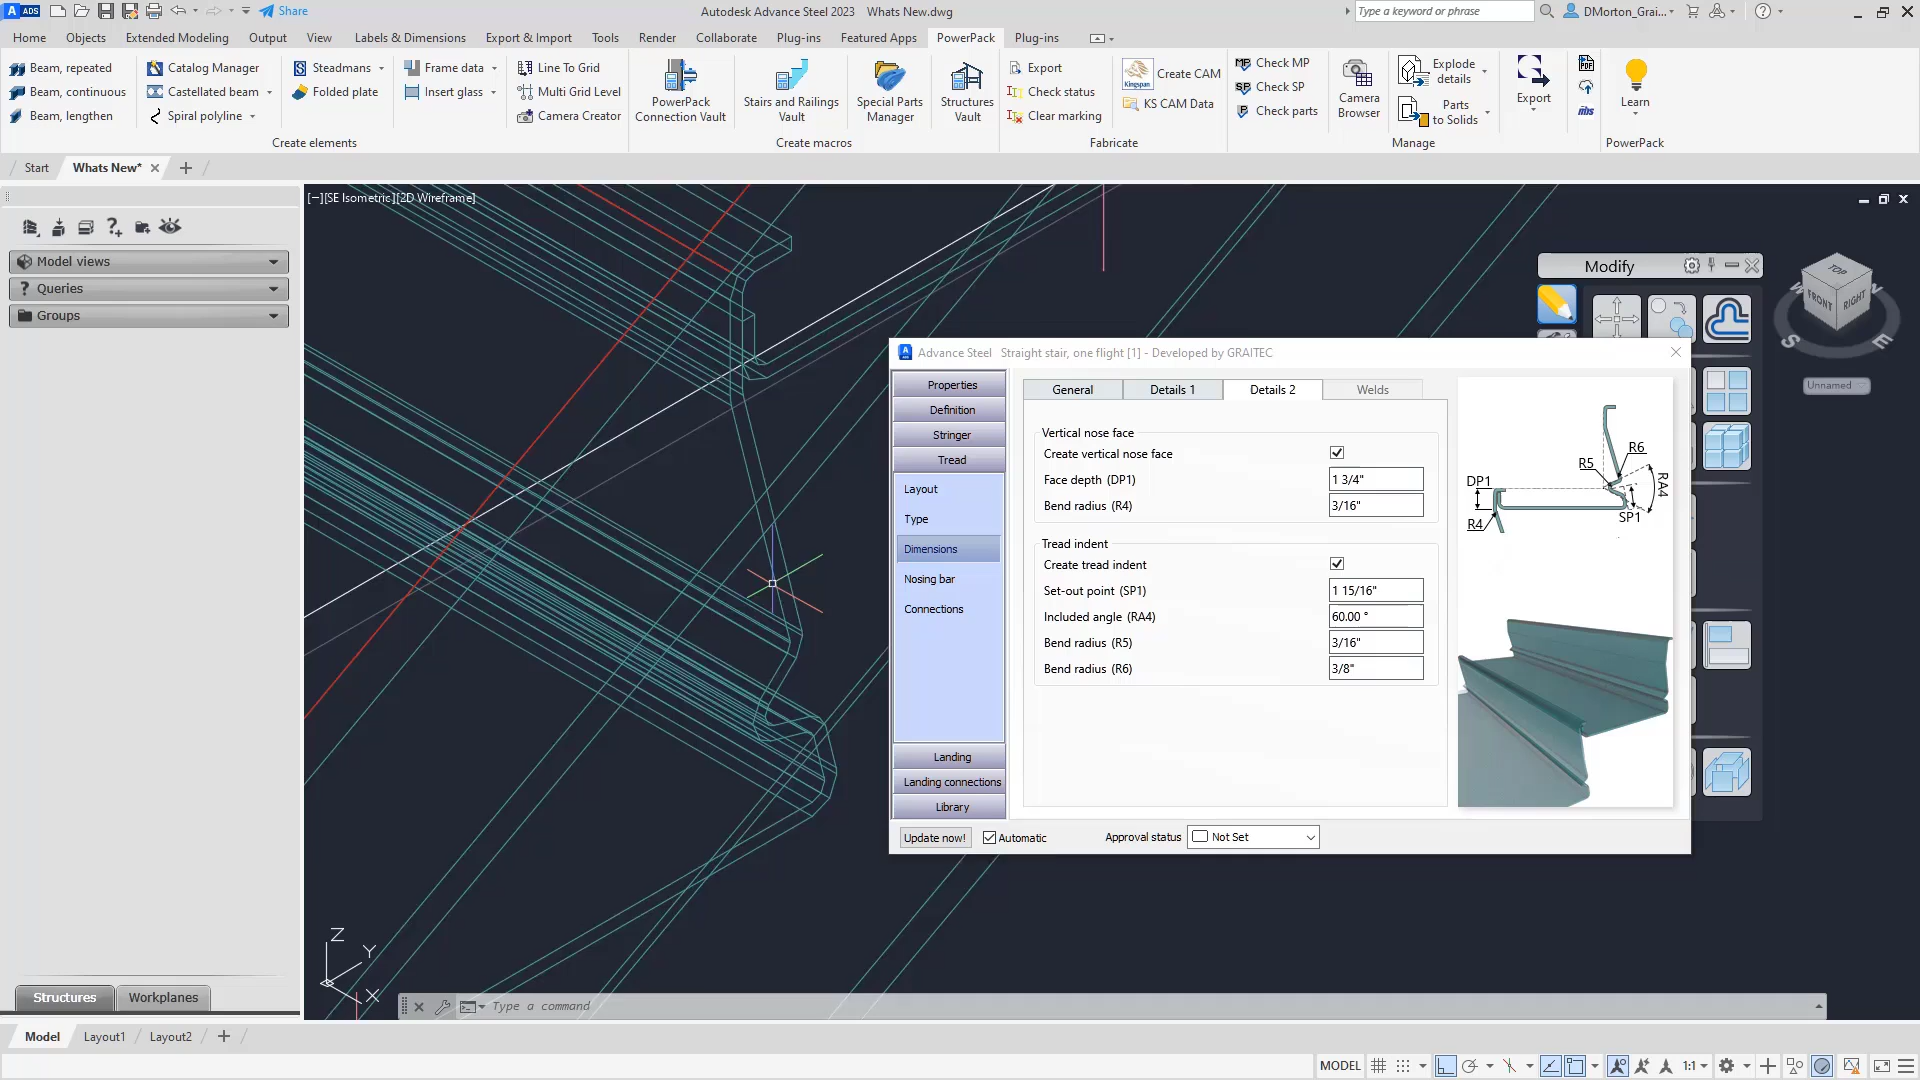 A ADS
Share
Autodesk Advance Steel 2023 Whats New.dwg
Type a keyword or phrase
DMorton_Grai...
Home
Objects
Extended Modeling
Output
View
Labels & Dimensions
Export & Import
Tools
Render
Collaborate
Plug-ins
Featured Apps
PowerPack
Plug-ins
Beam, repeated
Beam, continuous
Beam, lengthen
Catalog Manager
Castellated beam
Spiral polyline
Steadmans
Folded plate
Frame data
Insert glass
Line To Grid
Multi Grid Level
Camera Creator
Create elements
PowerPack
Connection Vault
Stairs and Railings
Vault
Special Parts
Manager
Structures
Vault
Create macros
Export
Check status
Clear marking
Kingspan
Create CAM
KS CAM Data
Fabricate
MP Check MP
SP Check SP
P Check parts
Camera
Browser
Explode
details
Parts
to Solids
Export
Manage
nbs
Learn
PowerPack
Start
Whats New*
[−][SE Isometric][2D Wireframe]
Model views
Queries
Groups
Structures
Workplanes
Modify
TOP
FRONT
RIGHT
W
N
S
E
Unnamed
Advance Steel Straight stair, one flight [1] - Developed by GRAITEC
Properties
Definition
Stringer
Tread
Layout
Type
Dimensions
Nosing bar
Connections
Landing
Landing connections
Library
General
Details 1
Details 2
Welds
Vertical nose face
Create vertical nose face
Face depth (DP1) 1 3/4"
Bend radius (R4) 3/16"
Tread indent
Create tread indent
Set-out point (SP1) 1 15/16"
Included angle (RA4) 60.00 °
Bend radius (R5) 3/16"
Bend radius (R6) 3/8"
R6
R5
DP1
RA4
SP1
R4
Update now!
Automatic
Approval status
Not Set
Z
Y
X
Type a command
Model
Layout1
Layout2
MODEL
1:1